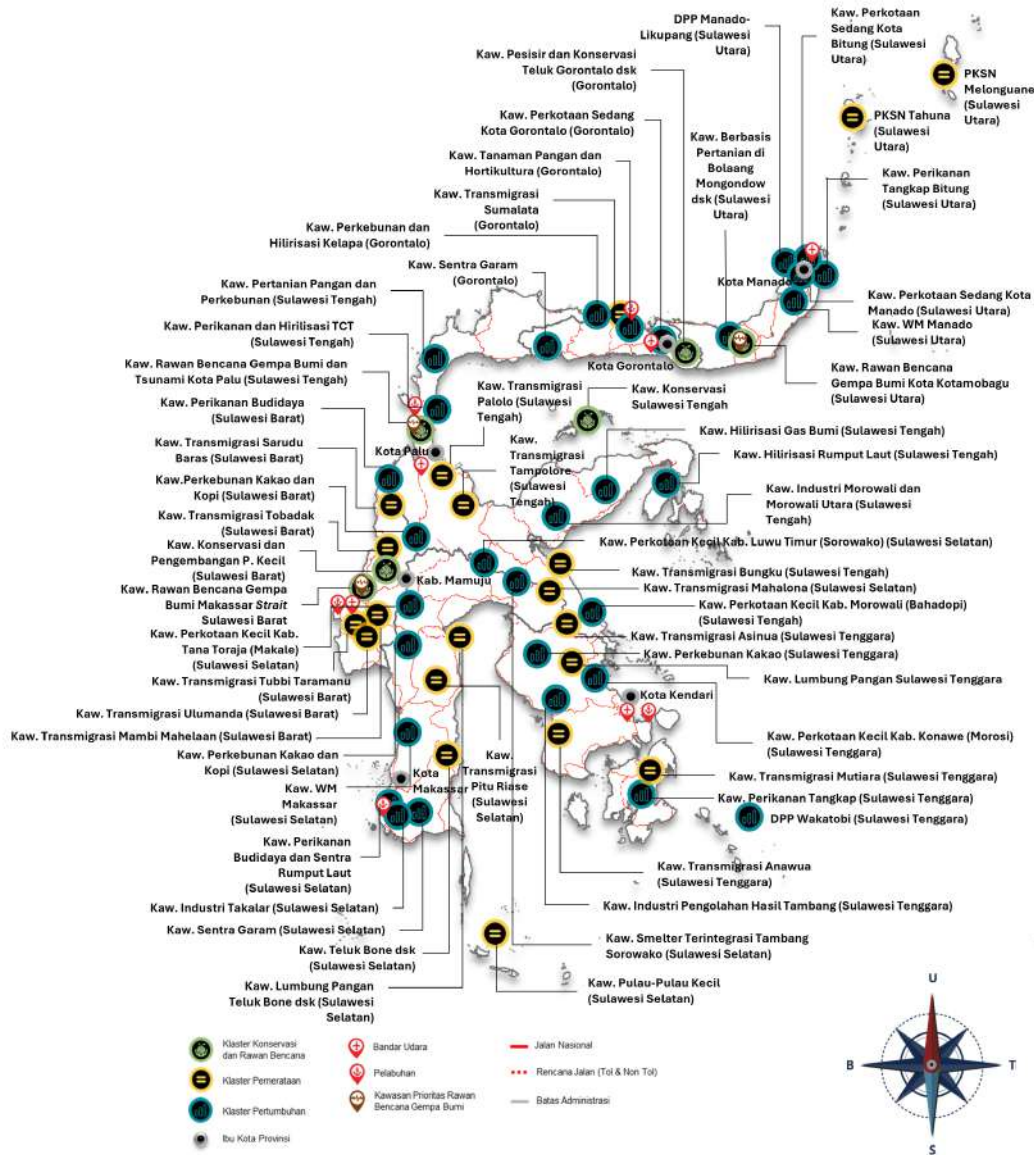 DPP Manado-
Likupang (Sulawesi
Utara)
Kaw. Perkotaan
Sedang Kota
Bitung (Sulawesi
Utara)
Kaw. Pesisir dan Konservasi
Teluk Gorontalo dsk
(Gorontalo)
PKSN
Melonguane
(Sulawesi
Utara)
PKSN Tahuna
(Sulawesi
Utara)
Kaw. Perkotaan Sedang
Kota Gorontalo (Gorontalo)
Kaw. Berbasis
Pertanian di
Bolaang
Mongondow
dsk (Sulawesi
Utara)
Kaw. Tanaman Pangan dan
Hortikultura (Gorontalo)
Kaw. Perikanan
Tangkap Bitung
(Sulawesi Utara)
Kaw. Transmigrasi
Sumalata
(Gorontalo)
Kaw. Perkebunan dan
Hilirisasi Kelapa (Gorontalo)
Kaw. Sentra Garam
(Gorontalo)
Kota Manado
Kaw. Pertanian Pangan dan
Perkebunan (Sulawesi Tengah)
Kaw. Perkotaan Sedang Kota
Manado (Sulawesi Utara)
Kaw. WM Manado
(Sulawesi Utara)
Kaw. Perikanan dan Hirilisasi TCT
(Sulawesi Tengah)
Kota Gorontalo
Kaw. Rawan Bencana Gempa Bumi dan
Tsunami Kota Palu (Sulawesi Tengah)
Kaw. Rawan Bencana
Gempa Bumi Kota Kotamobagu
(Sulawesi Utara)
Kaw. Transmigrasi
Palolo (Sulawesi
Tengah)
Kaw. Konservasi
Sulawesi Tengah
Kaw. Perikanan Budidaya
(Sulawesi Barat)
Kaw. Hilirisasi Gas Bumi (Sulawesi Tengah)
Kaw. Transmigrasi Sarudu
Baras (Sulawesi Barat)
Kota Palu
Kaw.
Transmigrasi
Tampolore
(Sulawesi
Tengah)
Kaw. Hilirisasi Rumput Laut (Sulawesi Tengah)
Kaw.Perkebunan Kakao dan
Kopi (Sulawesi Barat)
Kaw. Industri Morowali dan
Morowali Utara (Sulawesi
Tengah)
Kaw. Transmigrasi Tobadak
(Sulawesi Barat)
Kaw. Perkotaan Kecil Kab. Luwu Timur (Sorowako) (Sulawesi Selatan)
Kaw. Konservasi dan
Pengembangan P. Kecil
(Sulawesi Barat)
Kab. Mamuju
Kaw. Transmigrasi Bungku (Sulawesi Tengah)
Kaw. Transmigrasi Mahalona (Sulawesi Selatan)
Kaw. Rawan Bencana Gempa
Bumi Makassar Strait
Sulawesi Barat
Kaw. Perkotaan Kecil Kab. Morowali (Bahadopi)
(Sulawesi Tengah)
Kaw. Transmigrasi Asinua (Sulawesi Tenggara)
Kaw. Perkotaan Kecil Kab.
Tana Toraja (Makale)
(Sulawesi Selatan)
Kaw. Perkebunan Kakao (Sulawesi Tenggara)
Kaw. Transmigrasi Tubbi Taramanu
(Sulawesi Barat)
Kaw. Lumbung Pangan Sulawesi Tenggara
Kota Kendari
Kaw. Transmigrasi Ulumanda (Sulawesi Barat)
Kaw. Transmigrasi Mambi Mahelaan (Sulawesi Barat)
Kaw. Perkotaan Kecil Kab. Konawe (Morosi)
(Sulawesi Tenggara)
Kaw. Perkebunan Kakao dan
Kopi (Sulawesi Selatan)
Kota
Makassar
Kaw.
Transmigrasi
Pitu Riase
(Sulawesi
Selatan)
Kaw. Transmigrasi Mutiara (Sulawesi Tenggara)
Kaw. WM
Makassar
(Sulawesi Selatan)
Kaw. Perikanan Tangkap (Sulawesi Tenggara)
DPP Wakatobi (Sulawesi Tenggara)
Kaw. Perikanan
Budidaya dan Sentra
Rumput Laut
(Sulawesi Selatan)
Kaw. Transmigrasi Anawua
(Sulawesi Tenggara)
Kaw. Industri Takalar (Sulawesi Selatan)
Kaw. Industri Pengolahan Hasil Tambang (Sulawesi Tenggara)
Kaw. Sentra Garam (Sulawesi Selatan)
Kaw. Teluk Bone dsk
(Sulawesi Selatan)
Kaw. Smelter Terintegrasi Tambang
Sorowako (Sulawesi Selatan)
Kaw. Lumbung Pangan
Teluk Bone dsk (Sulawesi
Selatan)
Kaw. Pulau-Pulau Kecil
(Sulawesi Selatan)
Klaster Konservasi
dan Rawan Bencana
Klaster Pemerataan
Klaster Pertumbuhan
Ibu Kota Provinsi
Bandar Udara
Pelabuhan
Kawasan Prioritas Rawan
Bencana Gempa Bumi
Jalan Nasional
Rencana Jalan (Tol & Non Tol)
Batas Administrasi
U
B
T
S